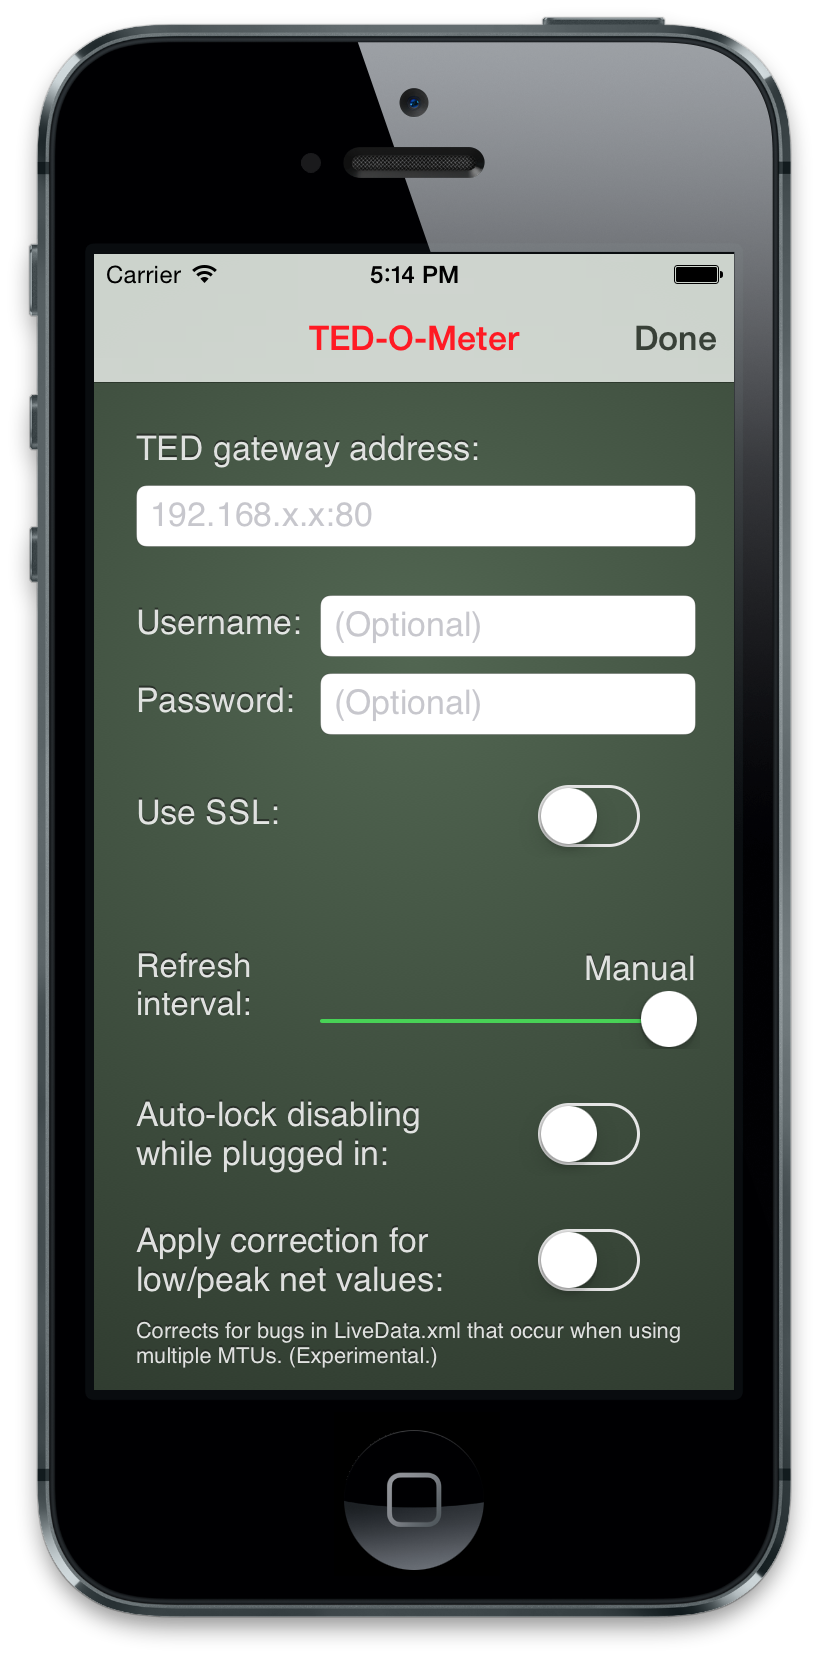 Carrier 5:14 PM
TED-O-Meter Done
TED gateway address:
192.168.x.x:80
Username: (Optional)
Password: (Optional)
Use SSL:
Refresh
interval:
Manual
Auto-lock disabling
while plugged in:
Apply correction for
low/peak net values:
Corrects for bugs in LiveData.xml that occur when using
multiple MTUs. (Experimental.)